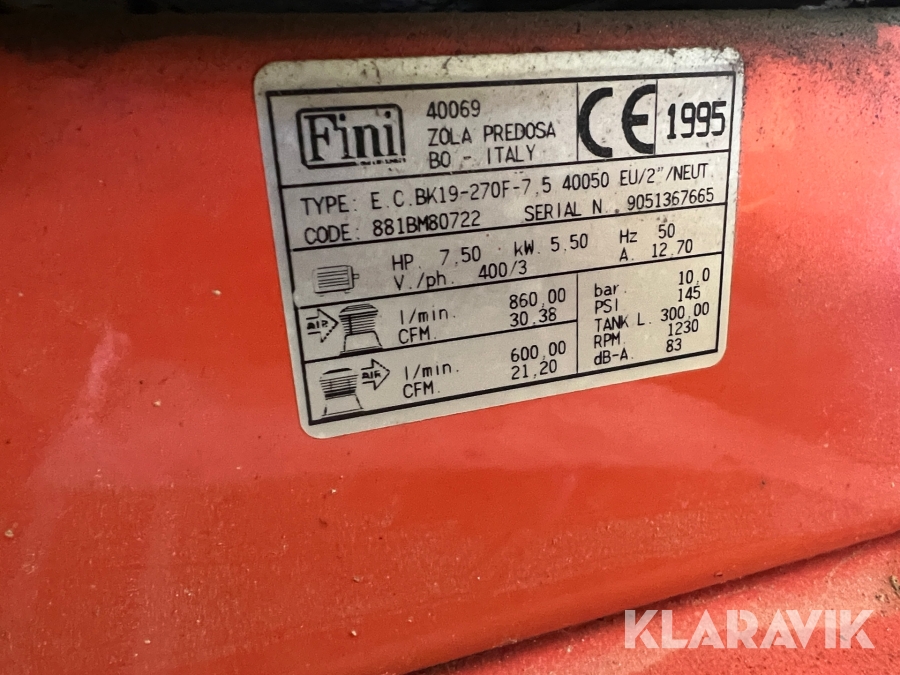 Fini
40069
ZOLA PREDOSA
BO - ITALY
CE
1995
TYPE: E.C.BK19-270F-7,5 40050 EU/2"/NEUT.
CODE: 881BM80722 SERIAL N. 9051367665
HP. 7,50 kW. 5,50 Hz 50
V./ph. 400/3 A. 12,70
AIR
l/min. 860,00
CFM. 30,38
AIR
l/min. 600,00
CFM. 21,20
bar. 10,0
PSI 145
TANK L. 300,00
RPM. 1230
dB-A. 83
KLARAVIK